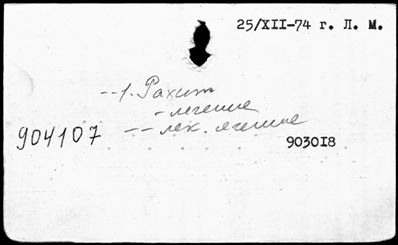 25/XII-74 г. Л. М.
--1. Рахит
- лечение
904107 -- лек. лечение
903018